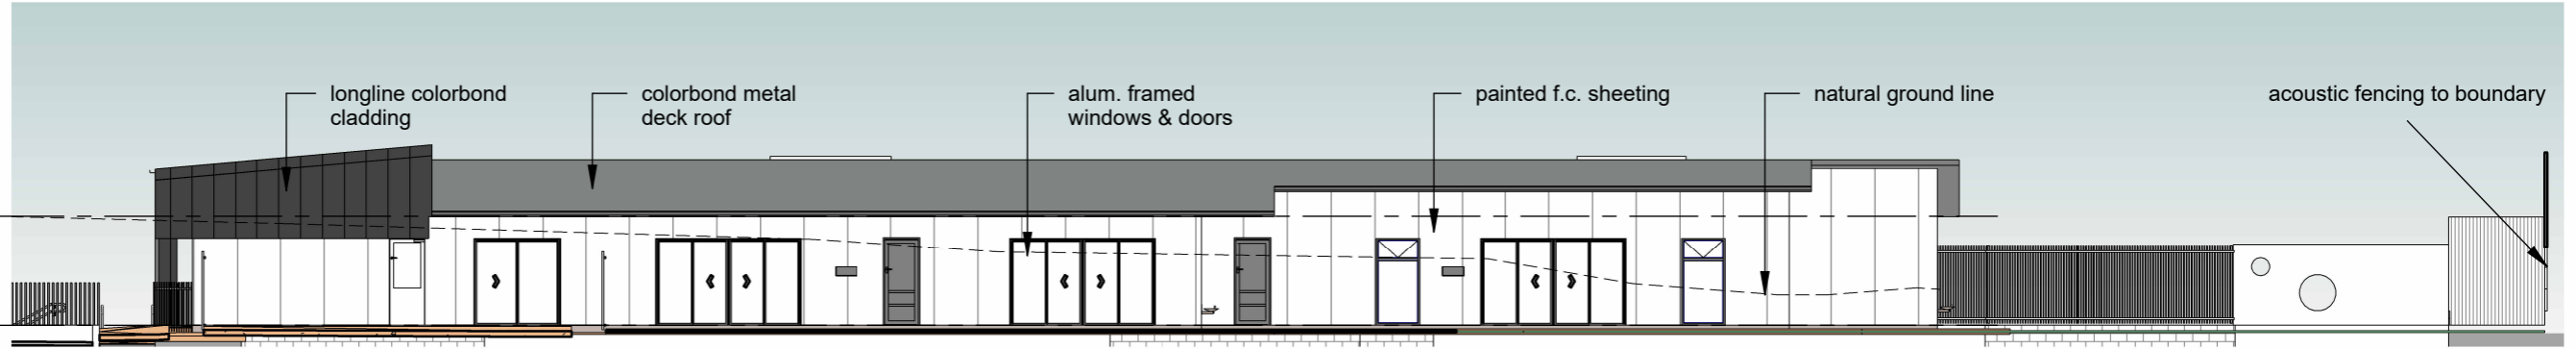 longline colorbond
cladding
colorbond metal
deck roof
alum. framed
windows & doors
painted f.c. sheeting
natural ground line
acoustic fencing to boundary